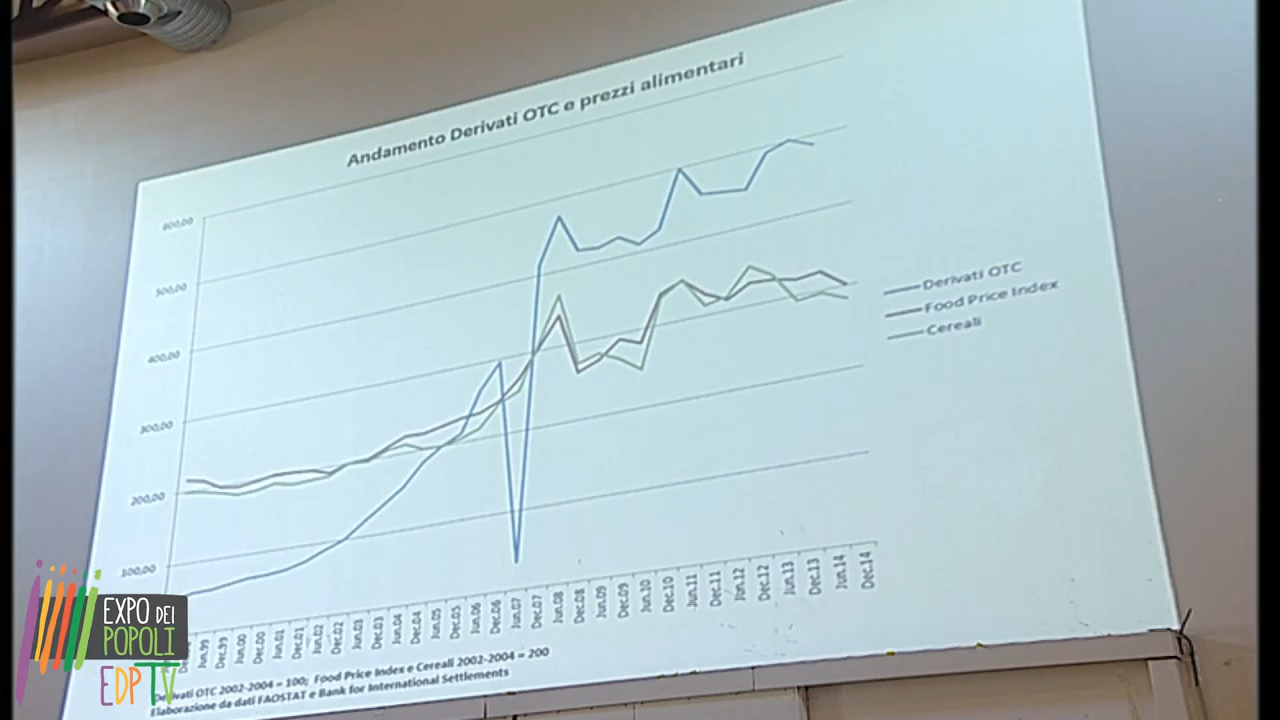 Andamento Derivati OTC e prezzi alimentari
600,00
500,00
400,00
300,00
200,00
100,00
Derivati OTC
Food Price Index
Cereali
Jun.99
Dec.99
Jun.00
Dec.00
Jun.01
Dec.01
Jun.02
Dec.02
Jun.03
Dec.03
Jun.04
Dec.04
Jun.05
Dec.05
Jun.06
Dec.06
Jun.07
Dec.07
Jun.08
Dec.08
Jun.09
Dec.09
Jun.10
Dec.10
Jun.11
Dec.11
Jun.12
Dec.12
Jun.13
Dec.13
Jun.14
Dec.14
Derivati OTC 2002-2004 = 100; Food Price Index e Cereali 2002-2004 = 200
Elaborazione da dati FAOSTAT e Bank for International Settlements
EXPO DEI
POPOLI
EDPTV